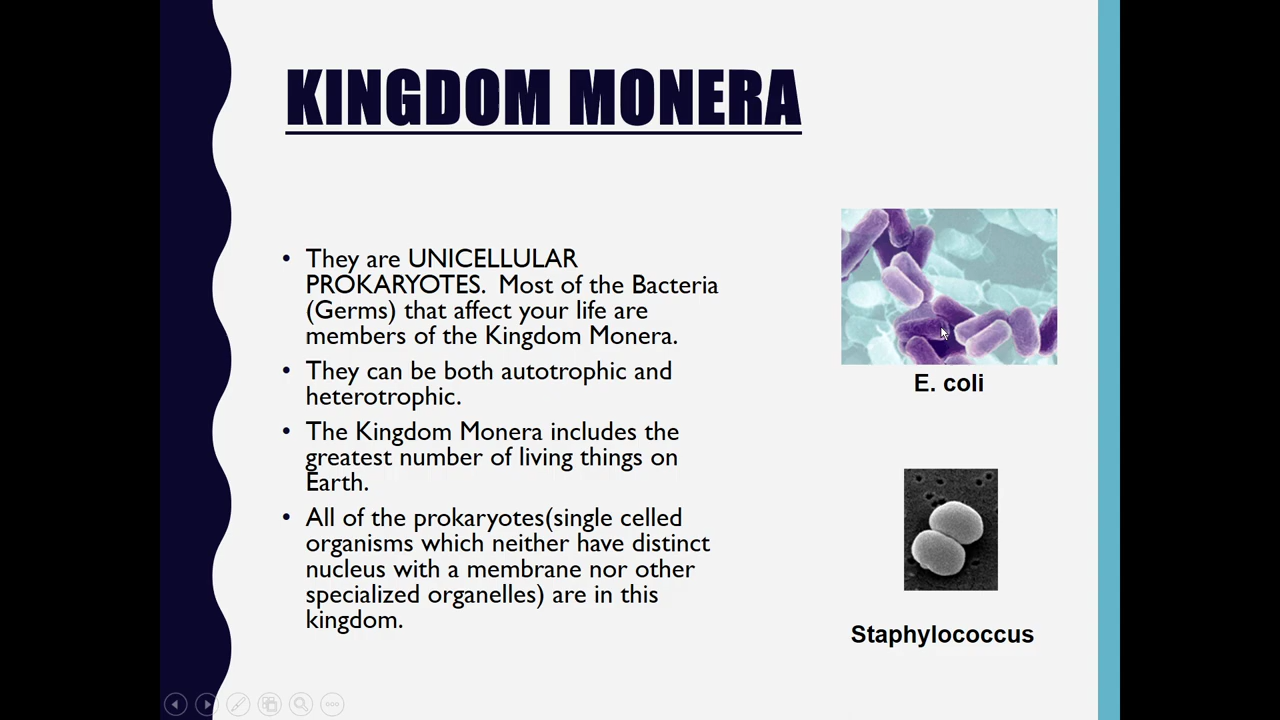 KINGDOM MONERA
• They are UNICELLULAR
PROKARYOTES.  Most of the Bacteria
(Germs) that affect your life are
members of the Kingdom Monera.
• They can be both autotrophic and
heterotrophic.
• The Kingdom Monera includes the
greatest number of living things on
Earth.
• All of the prokaryotes(single celled
organisms which neither have distinct
nucleus with a membrane nor other
specialized organelles) are in this
kingdom.
E. coli
Staphylococcus